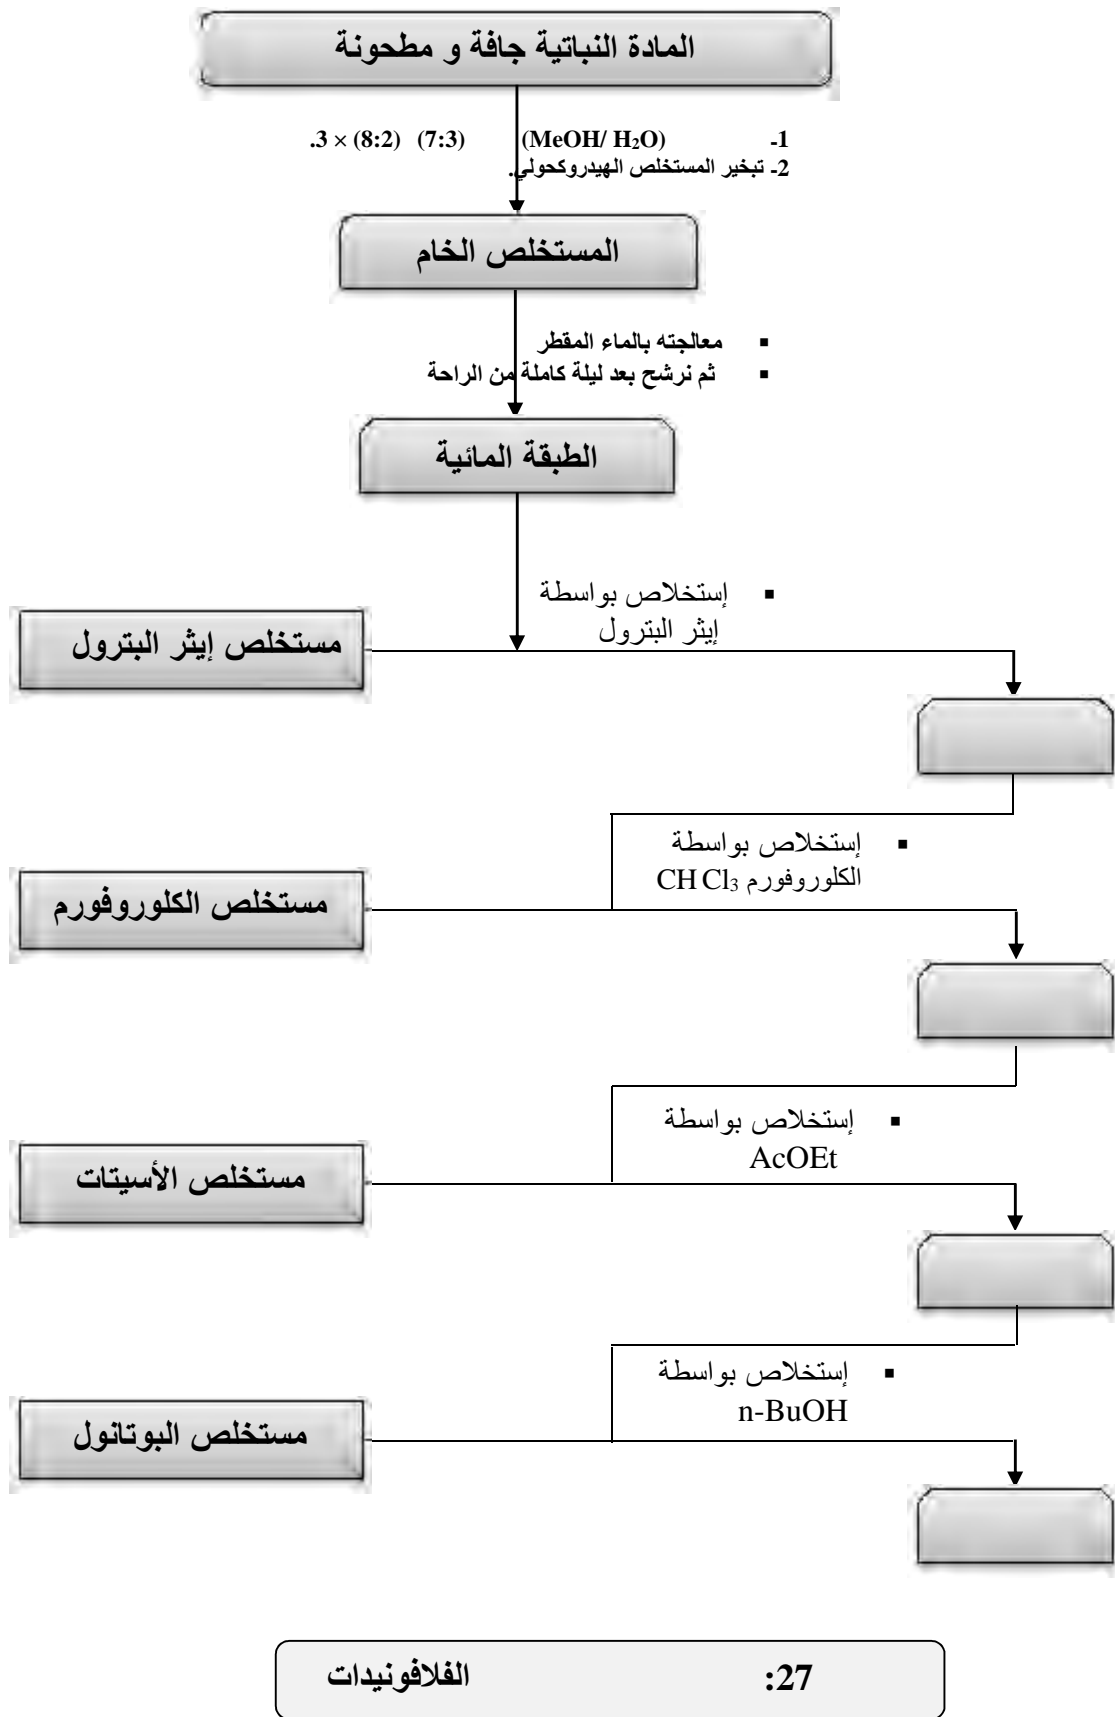 المادة النباتية جافة و مطحونة
1- (MeOH/ H₂O) (7:3) (8:2) × 3.
2- تبخير المستخلص الهيدروكحولي.
المستخلص الخام
▪ معالجته بالماء المقطر
▪ ثم نرشح بعد ليلة كاملة من الراحة
الطبقة المائية
▪ إستخلاص بواسطة
إيثر البترول
مستخلص إيثر البترول
▪ إستخلاص بواسطة
الكلوروفورم CH Cl₃
مستخلص الكلوروفورم
▪ إستخلاص بواسطة
AcOEt
مستخلص الأسيتات
▪ إستخلاص بواسطة
n-BuOH
مستخلص البوتانول
27: الفلافونيدات